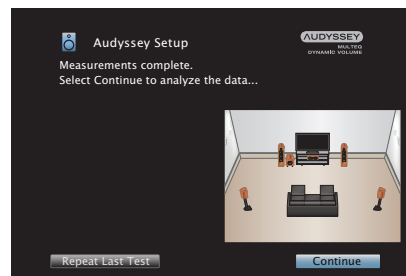 Audyssey Setup
AUDYSSEY
MULTEQ
DYNAMIC VOLUME
Measurements complete.
Select Continue to analyze the data...
Repeat Last Test
Continue